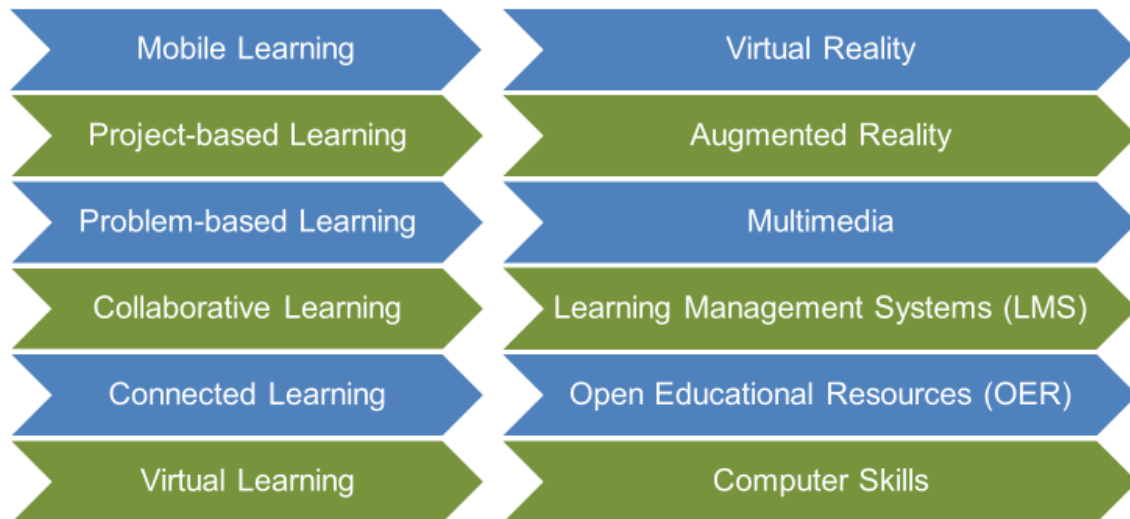 Mobile Learning
Virtual Reality
Project-based Learning
Augmented Reality
Problem-based Learning
Multimedia
Collaborative Learning
Learning Management Systems (LMS)
Connected Learning
Open Educational Resources (OER)
Virtual Learning
Computer Skills